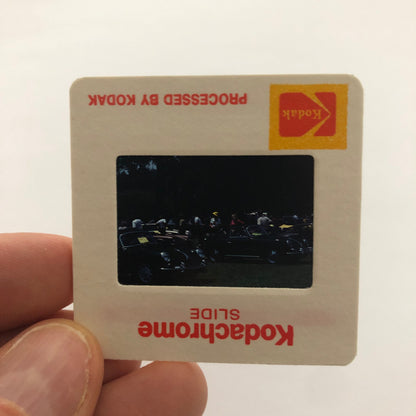 Kodachrome
SLIDE
PROCESSED BY KODAK
Kodak